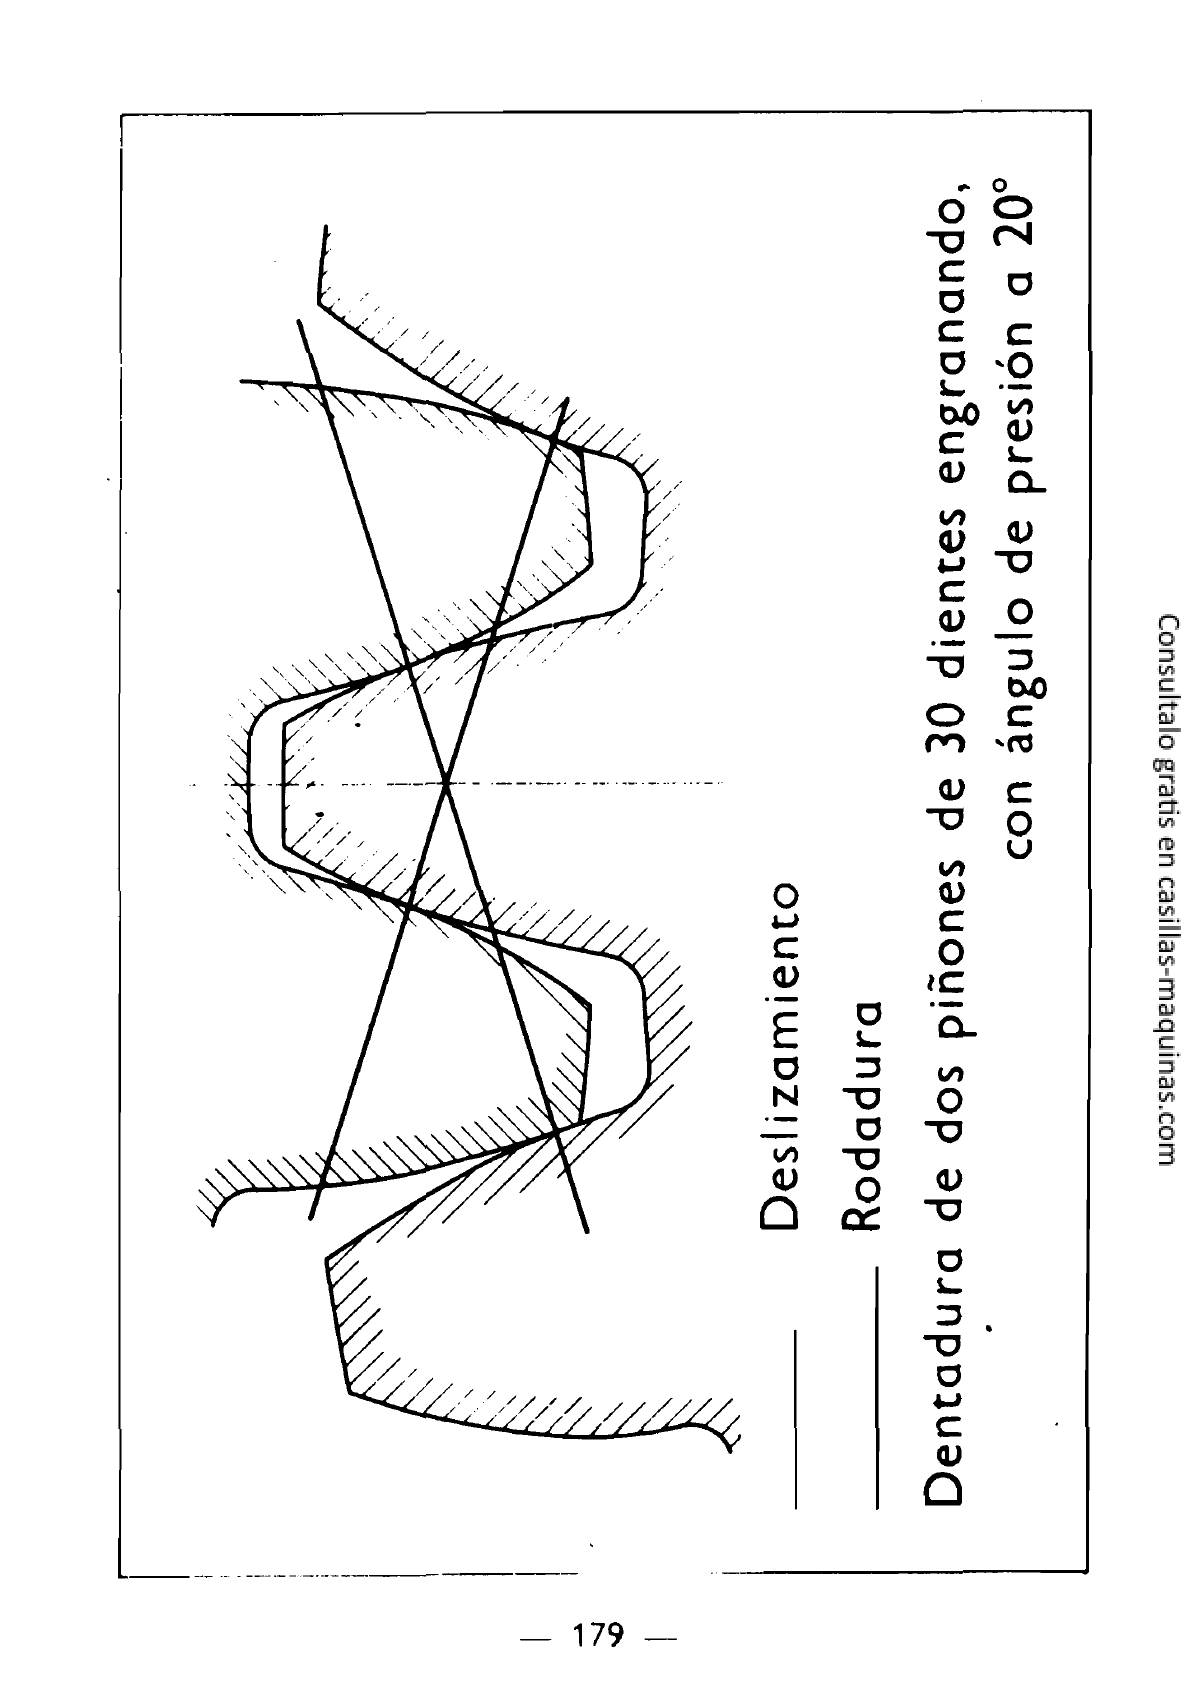 Deslizamiento
Rodadura
Dentadura de dos piñones de 30 dientes engranando,
con ángulo de presión a 20°
— 179 —
Consultalo gratis en casillas-maquinas.com